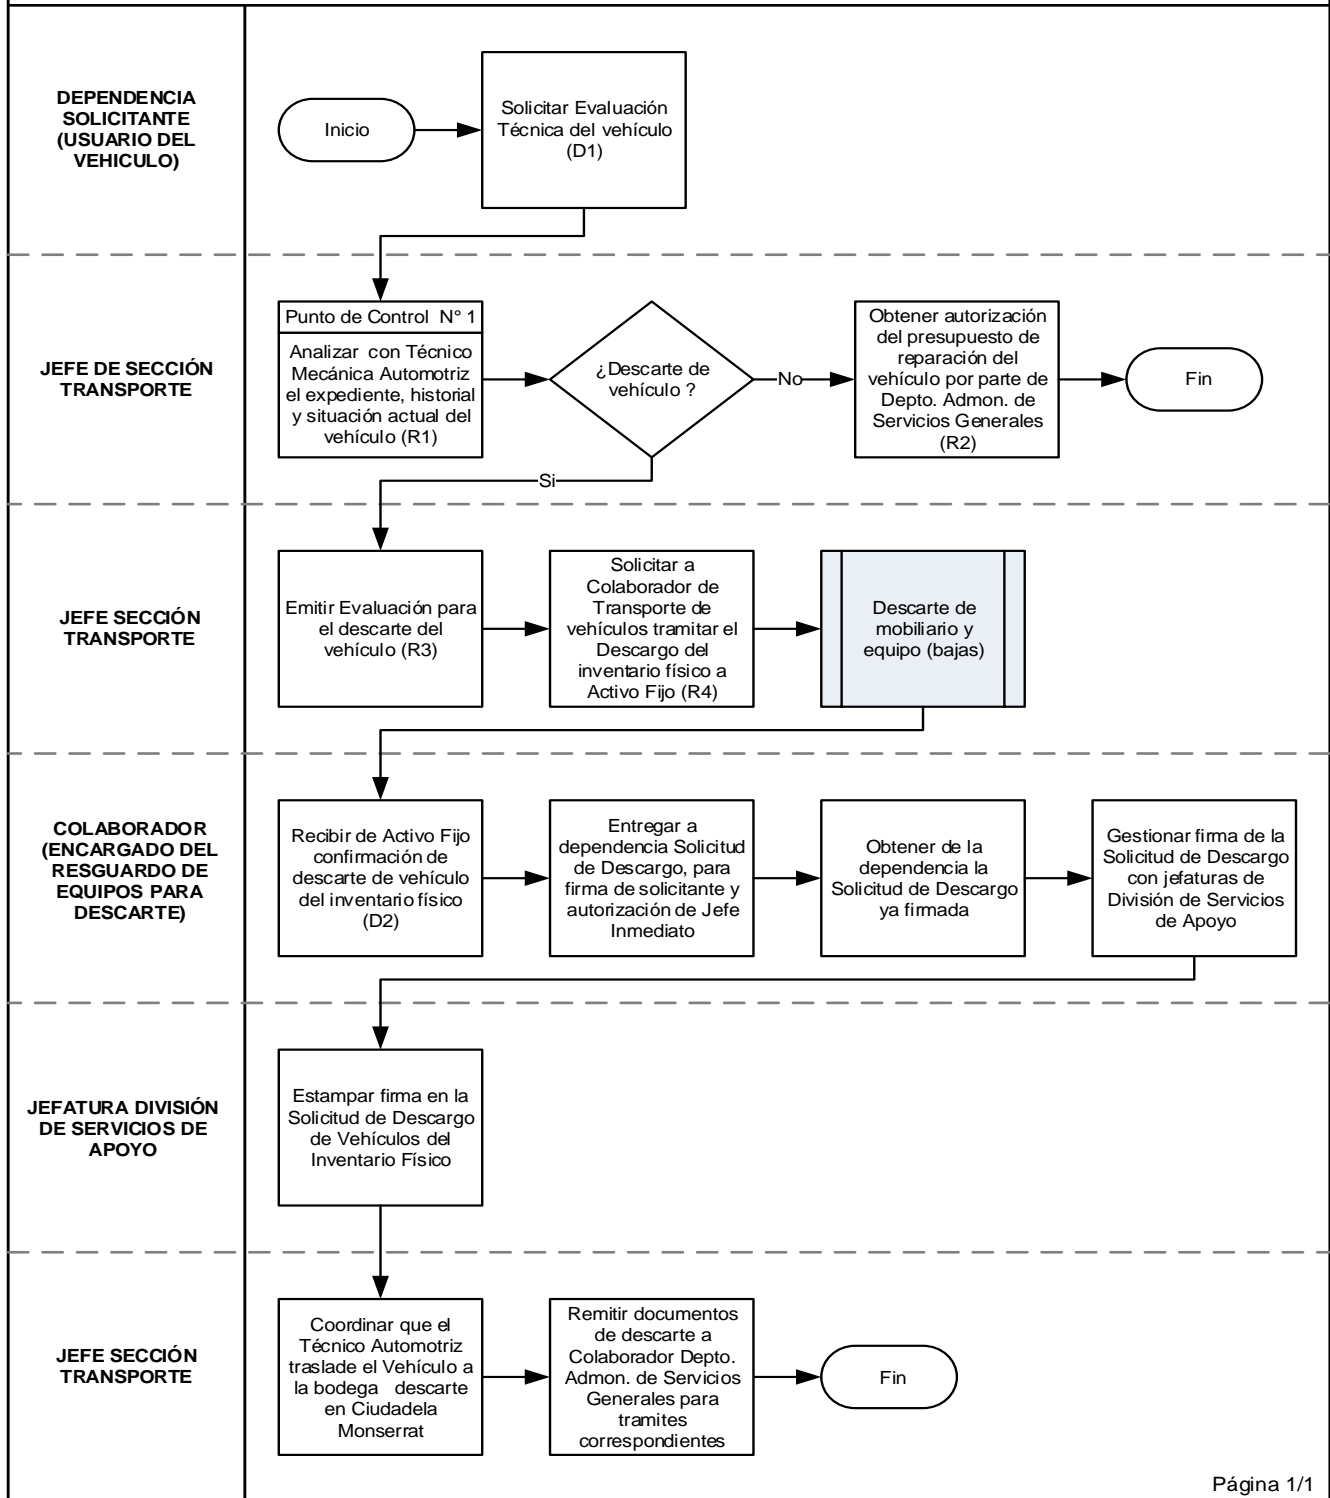 DEPENDENCIA
SOLICITANTE
(USUARIO DEL
VEHICULO)
Inicio
Solicitar Evaluación
Técnica del vehículo
(D1)
JEFE DE SECCIÓN
TRANSPORTE
Punto de Control N° 1
Analizar con Técnico
Mecánica Automotriz
el expediente, historial
y situación actual del
vehículo (R1)
¿Descarte de
vehículo ?
No
Obtener autorización
del presupuesto de
reparación del
vehículo por parte de
Depto. Admon. de
Servicios Generales
(R2)
Fin
Si
JEFE SECCIÓN
TRANSPORTE
Emitir Evaluación para
el descarte del
vehículo (R3)
Solicitar a
Colaborador de
Transporte de
vehículos tramitar el
Descargo del
inventario físico a
Activo Fijo (R4)
Descarte de
mobiliario y
equipo (bajas)
COLABORADOR
(ENCARGADO DEL
RESGUARDO DE
EQUIPOS PARA
DESCARTE)
Recibir de Activo Fijo
confirmación de
descarte de vehículo
del inventario físico
(D2)
Entregar a
dependencia Solicitud
de Descargo, para
firma de solicitante y
autorización de Jefe
Inmediato
Obtener de la
dependencia la
Solicitud de Descargo
ya firmada
Gestionar firma de la
Solicitud de Descargo
con jefaturas de
División de Servicios
de Apoyo
JEFATURA DIVISIÓN
DE SERVICIOS DE
APOYO
Estampar firma en la
Solicitud de Descargo
de Vehículos del
Inventario Físico
JEFE SECCIÓN
TRANSPORTE
Coordinar que el
Técnico Automotriz
traslade el Vehículo a
la bodega descarte
en Ciudadela
Monserrat
Remitir documentos
de descarte a
Colaborador Depto.
Admon. de Servicios
Generales para
tramites
correspondientes
Fin
Página 1/1